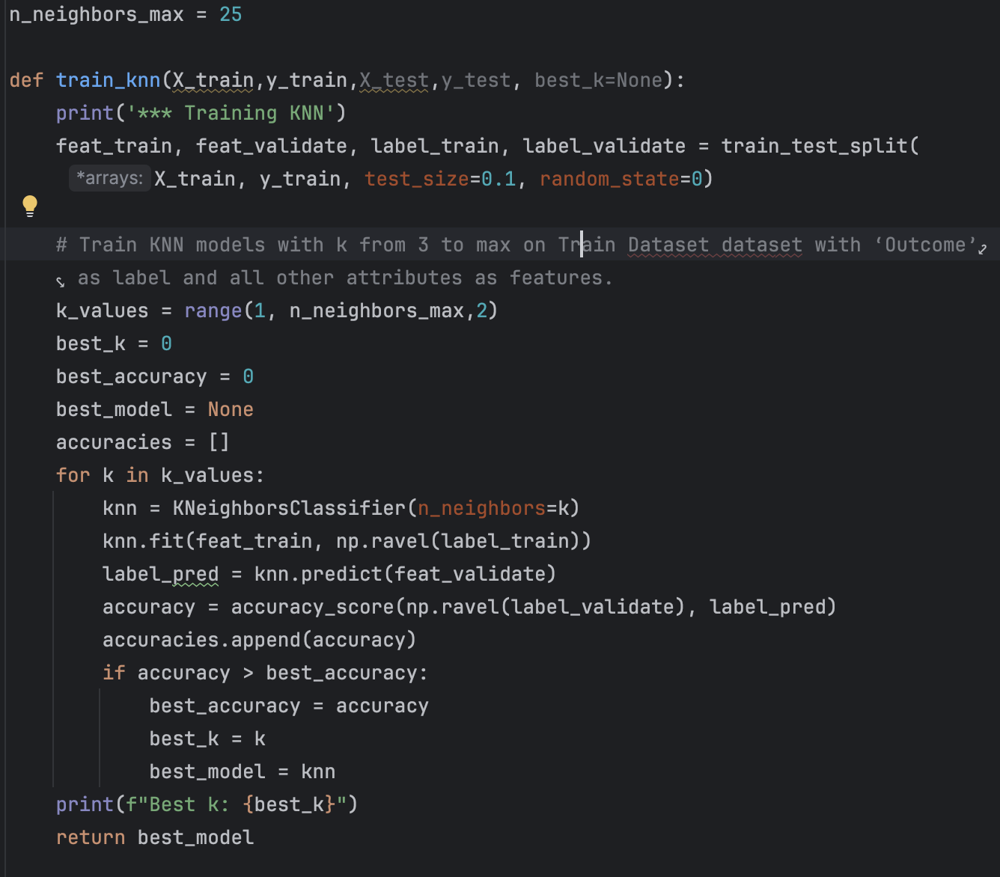 n_neighbors_max = 25
def train_knn(X_train,y_train,X_test,y_test, best_k=None):
    print('*** Training KNN')
    feat_train, feat_validate, label_train, label_validate = train_test_split(
     *arrays: X_train, y_train, test_size=0.1, random_state=0)
    # Train KNN models with k from 3 to max on Train Dataset dataset with ‘Outcome’
    as label and all other attributes as features.
    k_values = range(1, n_neighbors_max,2)
    best_k = 0
    best_accuracy = 0
    best_model = None
    accuracies = []
    for k in k_values:
        knn = KNeighborsClassifier(n_neighbors=k)
        knn.fit(feat_train, np.ravel(label_train))
        label_pred = knn.predict(feat_validate)
        accuracy = accuracy_score(np.ravel(label_validate), label_pred)
        accuracies.append(accuracy)
        if accuracy > best_accuracy:
            best_accuracy = accuracy
            best_k = k
            best_model = knn
    print(f"Best k: {best_k}")
    return best_model